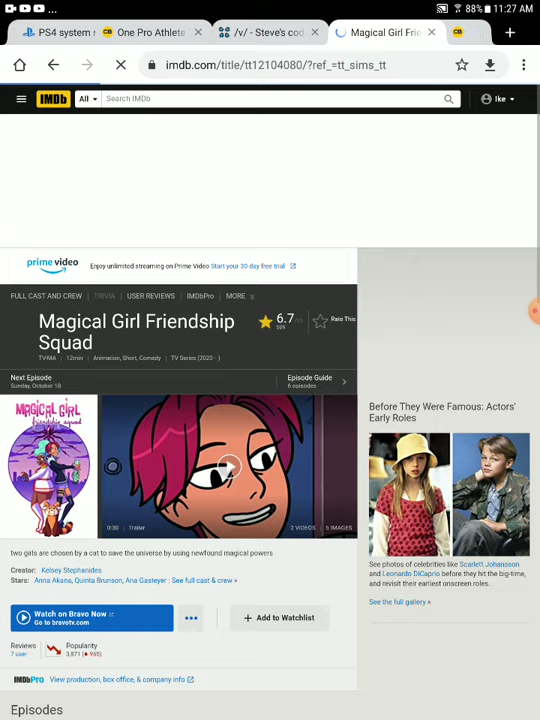 88% 11:27 AM
PS4 system s
One Pro Athlete
/v/ - Steve's cod
Magical Girl Frie
CB
imdb.com/title/tt12104080/?ref_=tt_sims_tt
IMDb
All
Search IMDb
Ike
prime video
Enjoy unlimited streaming on Prime Video Start your 30-day free trial
FULL CAST AND CREW | TRIVIA | USER REVIEWS | IMDbPro | MORE
Magical Girl Friendship
Squad
6.7/10
509
Rate This
TV-MA | 12min | Animation, Short, Comedy | TV Series (2020– )
Next Episode
Sunday, October 18
Episode Guide
6 episodes
MAGICAL GIRL
friendship squad
0:30 | Trailer
2 VIDEOS | 5 IMAGES
two girls are chosen by a cat to save the universe by using newfound magical powers
Creator: Kelsey Stephanides
Stars: Anna Akana, Quinta Brunson, Ana Gasteyer | See full cast & crew »
Watch on Bravo Now
Go to bravotv.com
+ Add to Watchlist
Reviews
7 user
Popularity
3,871 (965)
IMDbPro View production, box office, & company info
Episodes
Before They Were Famous: Actors'
Early Roles
See photos of celebrities like Scarlett Johansson
and Leonardo DiCaprio before they hit the big-time,
and revisit their earliest onscreen roles.
See the full gallery »